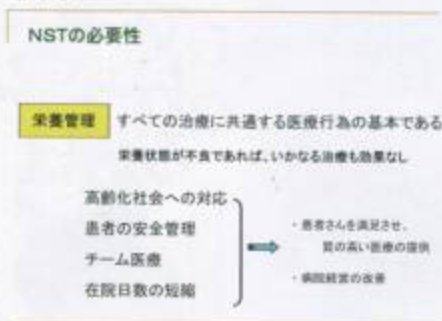 NSTの必要性
栄養管理 すべての治療に共通する医療行為の基本である
栄養状態が不良であれば、いかなる治療も効果なし
高齢化社会への対応
患者の安全管理
チーム医療
在院日数の短縮
・患者さんを満足させ、
質の高い医療の提供
・病院経営の改善